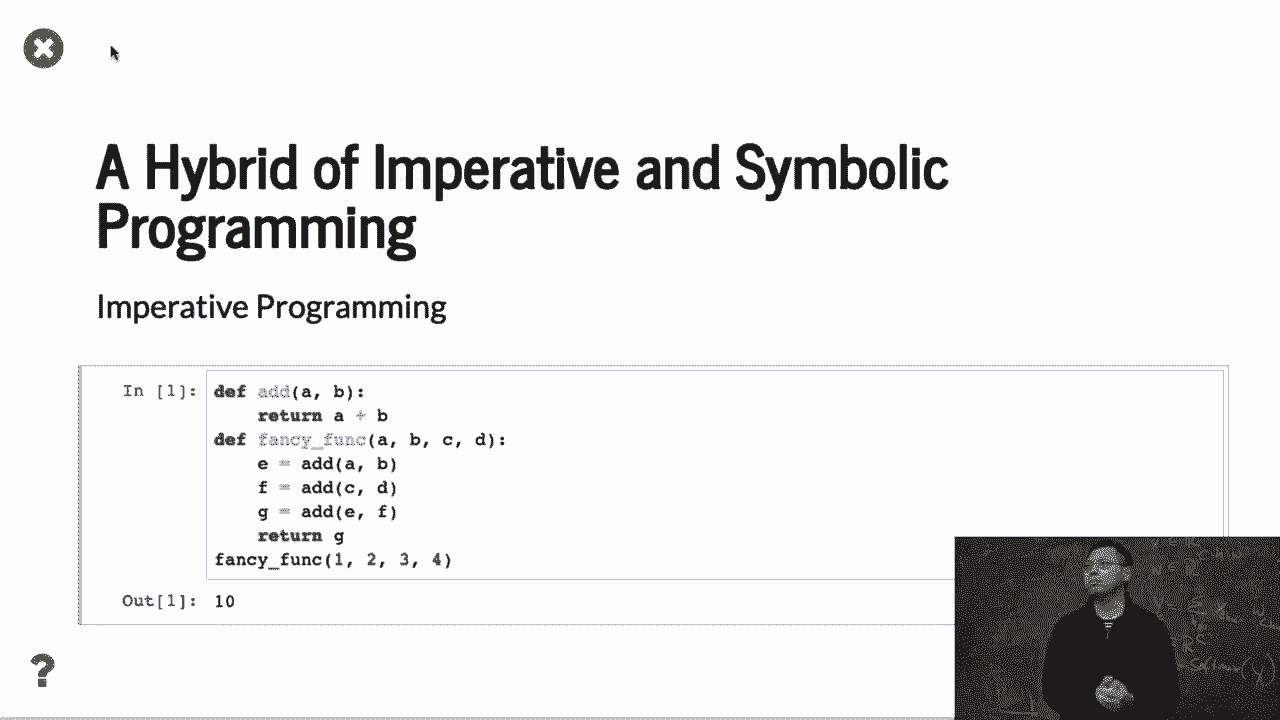 A Hybrid of Imperative and Symbolic
Programming
Imperative Programming
In [1]:
def add(a, b):
    return a + b
def fancy_func(a, b, c, d):
    e = add(a, b)
    f = add(c, d)
    g = add(e, f)
    return g
fancy_func(1, 2, 3, 4)
Out[1]: 10
?